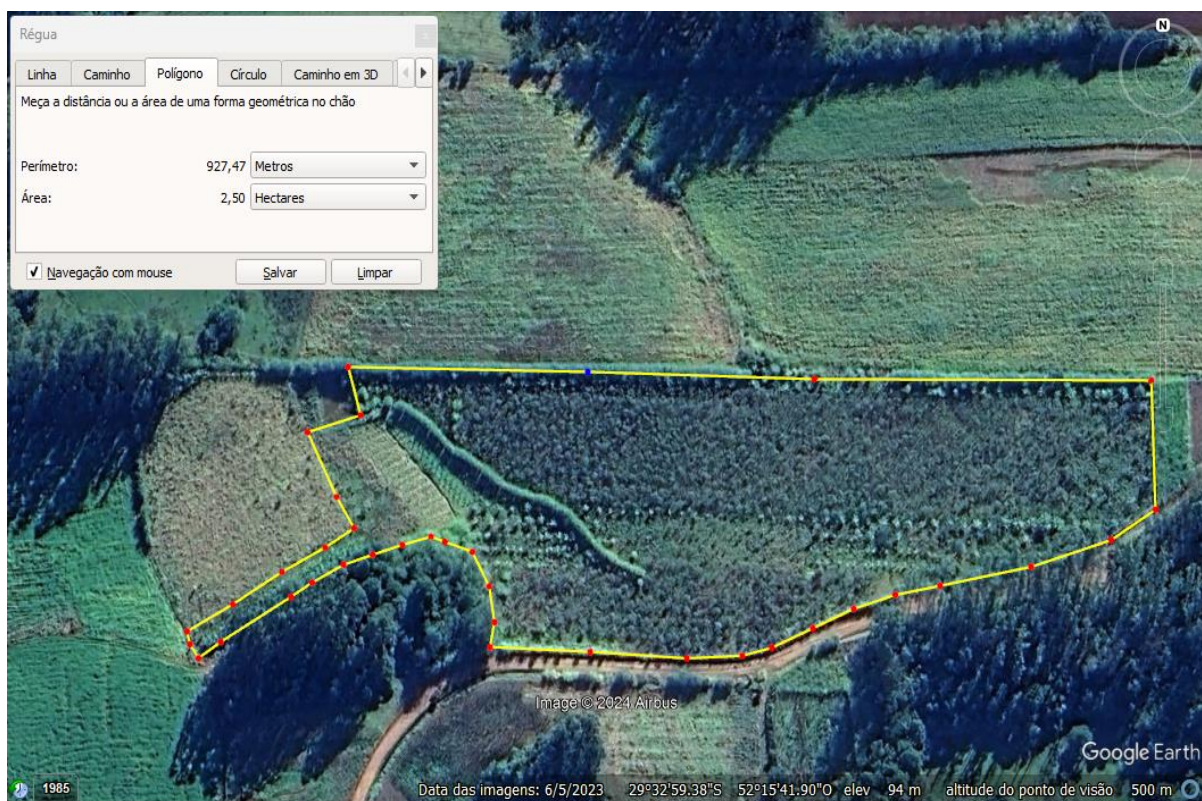 Régua
Linha Caminho Polígono Círculo Caminho em 3D
Meça a distância ou a área de uma forma geométrica no chão
Perímetro: 927,47 Metros
Área: 2,50 Hectares
Navegação com mouse Salvar Limpar
N
Image © 2024 Airbus
Google Earth
1985 Data das imagens: 6/5/2023 29°32'59.38"S 52°15'41.90"O elev 94 m altitude do ponto de visão 500 m